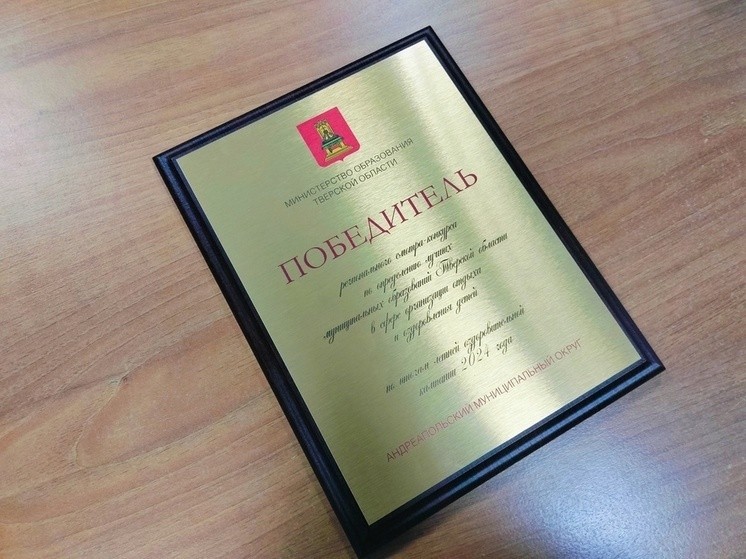 МИНИСТЕРСТВО ОБРАЗОВАНИЯ
ТВЕРСКОЙ ОБЛАСТИ
ПОБЕДИТЕЛЬ
регионального смотра-конкурса
по определению лучших
муниципальных образований Тверской области
в сфере организации отдыха
и оздоровления детей
по итогам летней оздоровительной
кампании 2024 года
АНДРЕАПОЛЬСКИЙ МУНИЦИПАЛЬНЫЙ ОКРУГ